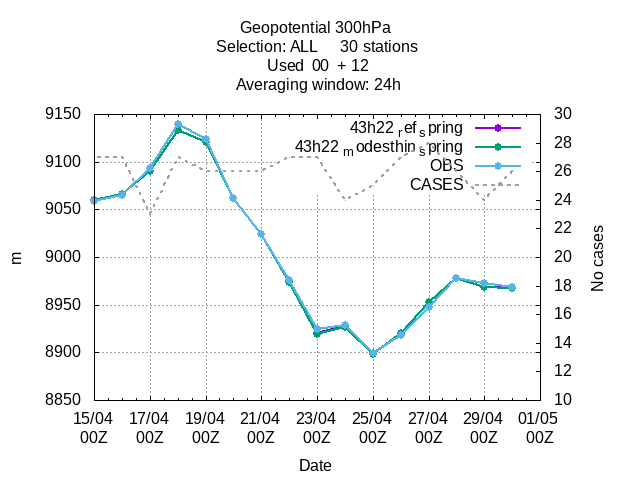 Geopotential 300hPa
Selection: ALL 30 stations
Used 00 + 12
Averaging window: 24h
9150
9100
9050
9000
8950
8900
8850
m
30
28
26
24
22
20
18
16
14
12
10
No cases
43h22 ref spring
43h22 modesthin spring
OBS
CASES
15/04 17/04 19/04 21/04 23/04 25/04 27/04 29/04 01/05
00Z 00Z 00Z 00Z 00Z 00Z 00Z 00Z 00Z
Date